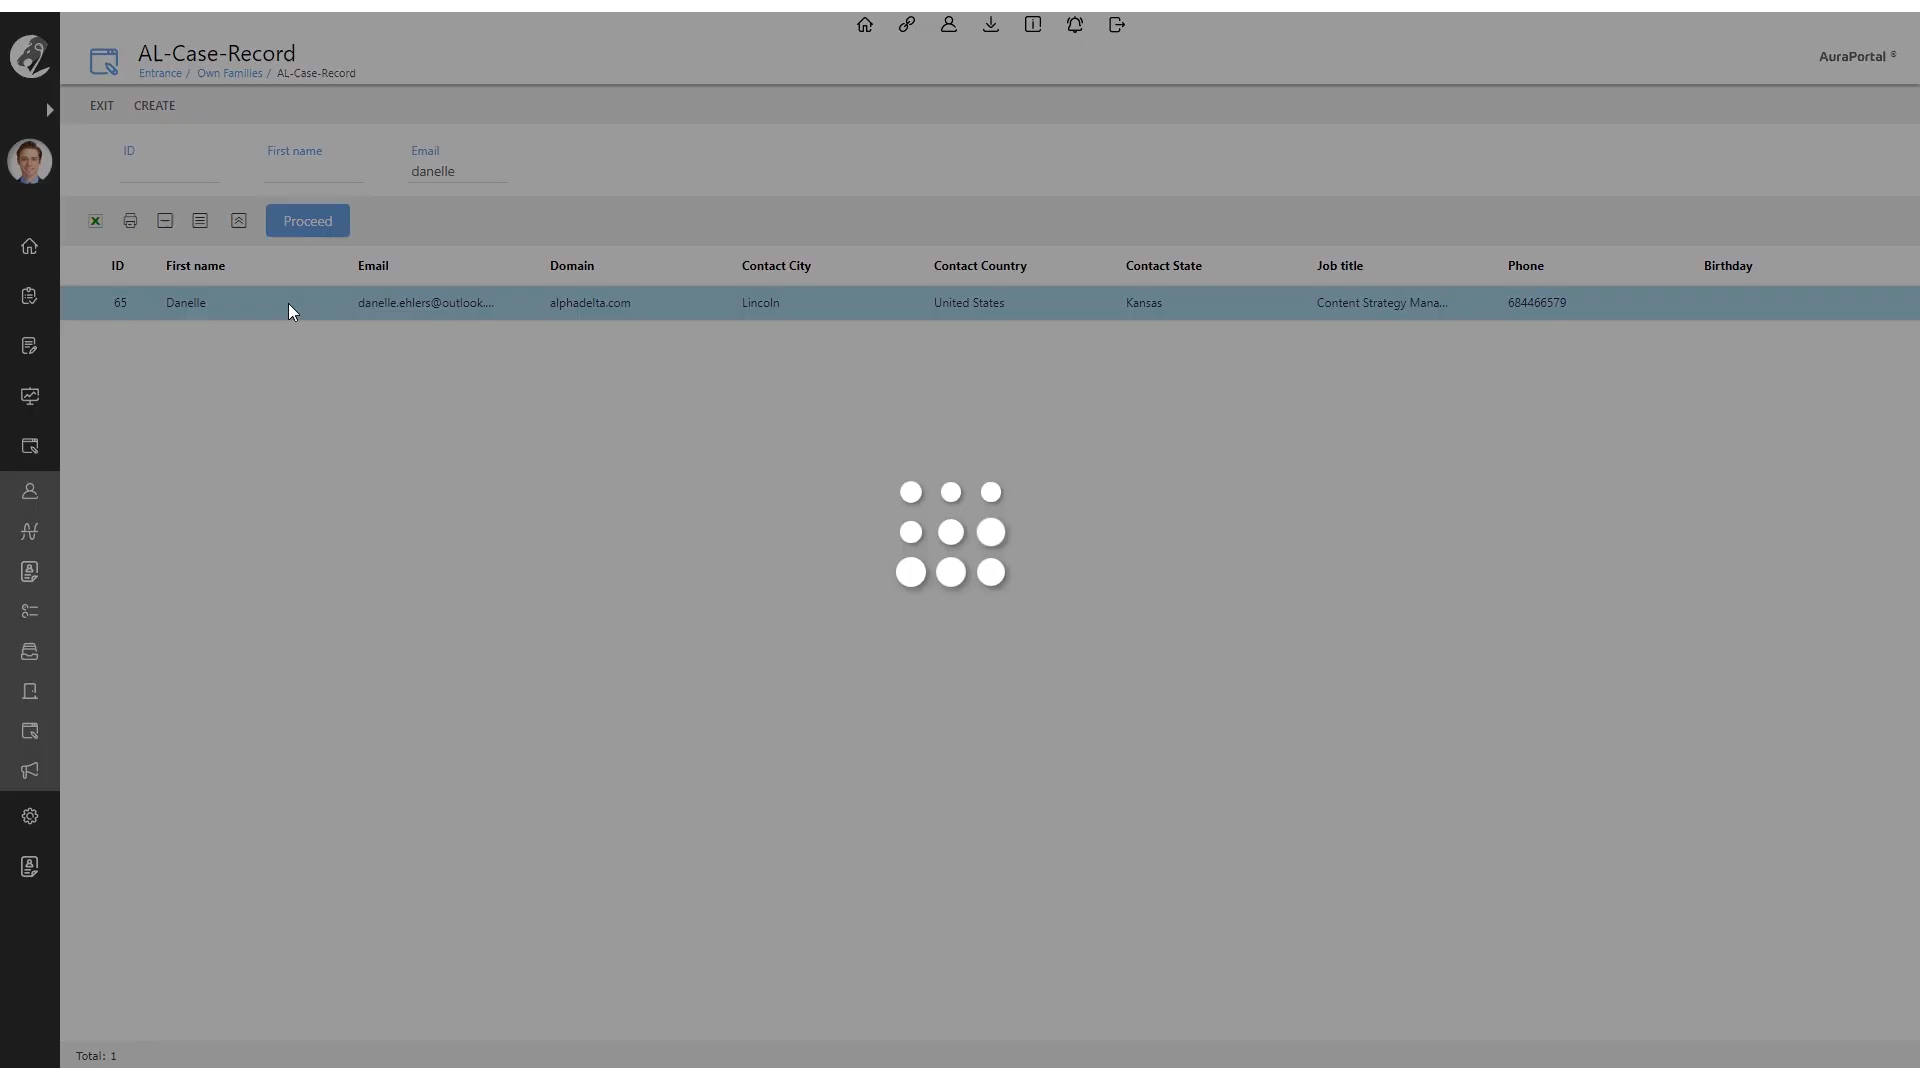 AL-Case-Record
Entrance / Own Families / AL-Case-Record
AuraPortal ®
EXIT CREATE
ID First name Email
danelle
Proceed
ID First name Email Domain Contact City Contact Country Contact State Job title Phone Birthday
65 Danelle danelle.ehlers@outlook.... alphadelta.com Lincoln United States Kansas Content Strategy Mana... 684466579
Total: 1